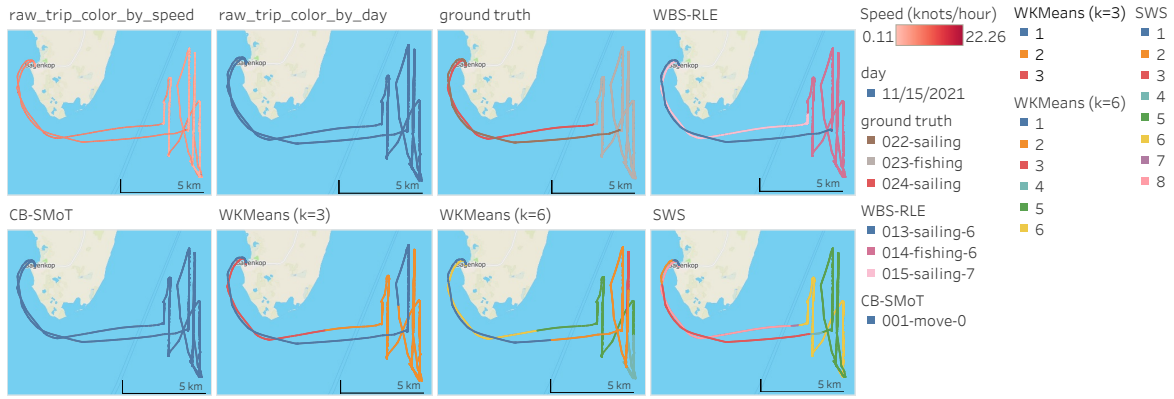 raw_trip_color_by_speed
raw_trip_color_by_day
ground truth
WBS-RLE
5 km
5 km
5 km
5 km
CB-SMoT
WKMeans (k=3)
WKMeans (k=6)
SWS
5 km
5 km
5 km
5 km
Speed (knots/hour)
0.11
22.26
day
11/15/2021
ground truth
022-sailing
023-fishing
024-sailing
WBS-RLE
013-sailing-6
014-fishing-6
015-sailing-7
CB-SMoT
001-move-0
WKMeans (k=3)
1
2
3
WKMeans (k=6)
1
2
3
4
5
6
SWS
1
2
3
4
5
6
7
8